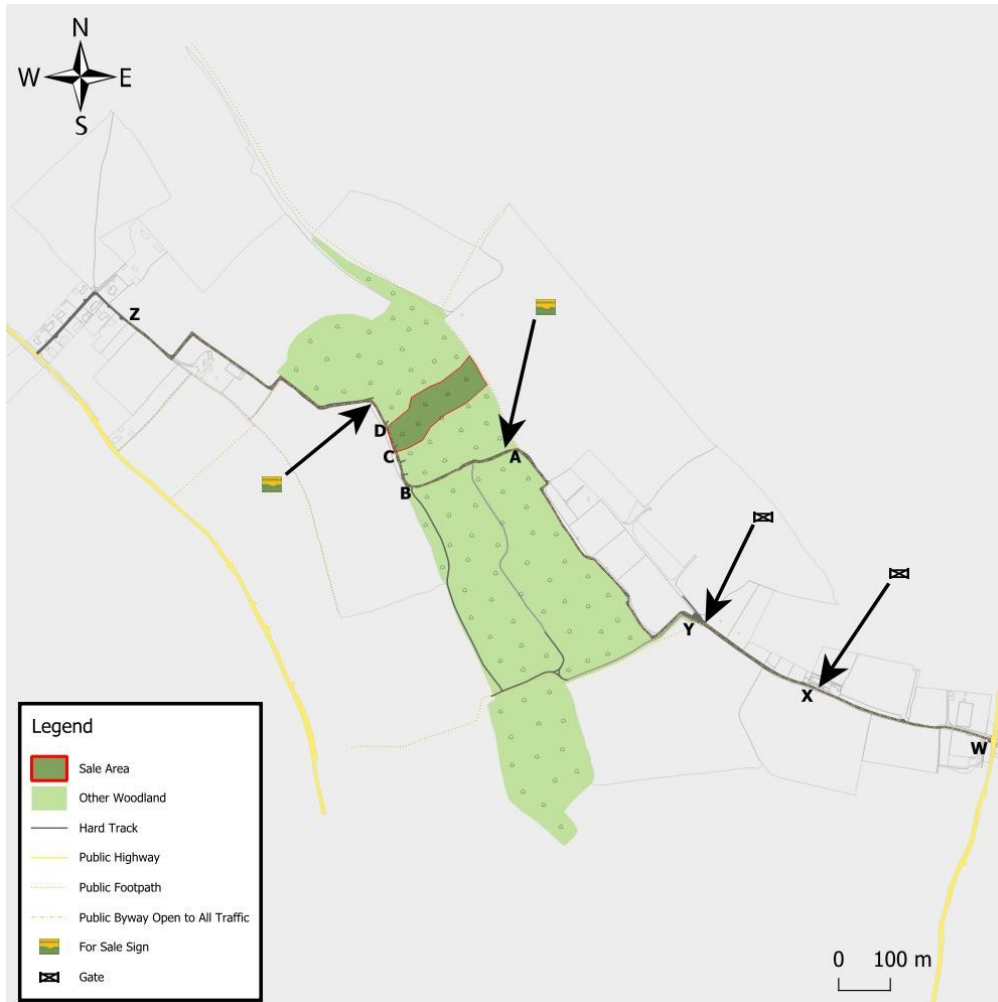 N
W E
S
Z
D
C
A
B
Y
X
W
Legend
Sale Area
Other Woodland
Hard Track
Public Highway
Public Footpath
Public Byway Open to All Traffic
For Sale Sign
Gate
0 100 m